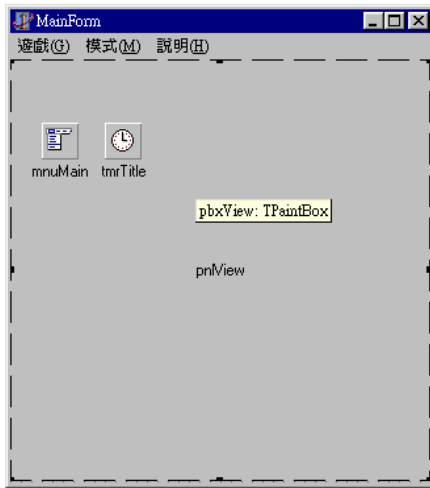 MainForm
遊戲(G) 模式(M) 說明(H)
mnuMain tmrTitle
pbxView: TPaintBox
pnlView